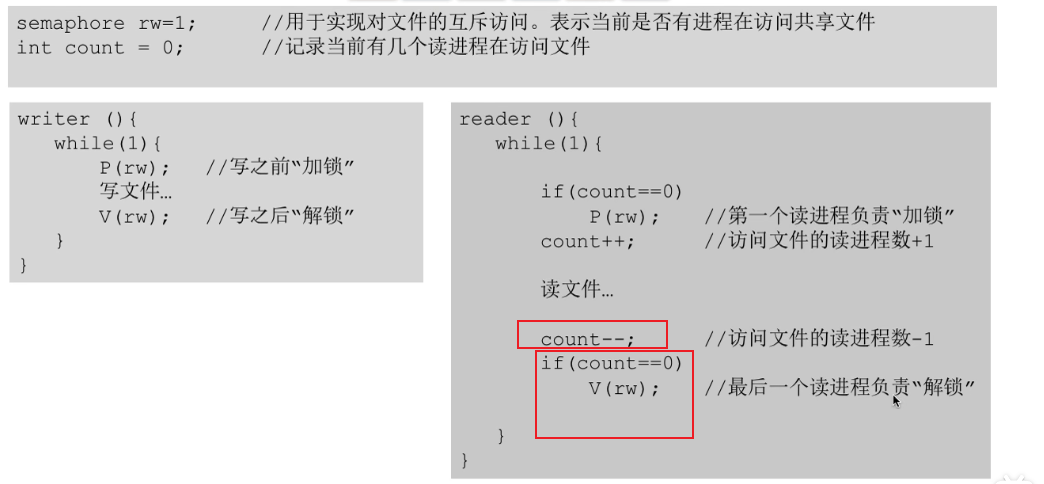 semaphore rw=1; //用于实现对文件的互斥访问。表示当前是否有进程在访问共享文件
int count = 0; //记录当前有几个读进程在访问文件
writer (){
while(1){
P(rw); //写之前“加锁”
写文件…
V(rw); //写之后“解锁”
}
}
reader (){
while(1){
if(count==0)
P(rw); //第一个读进程负责“加锁”
count++; //访问文件的读进程数+1
读文件…
count--; //访问文件的读进程数-1
if(count==0)
V(rw); //最后一个读进程负责“解锁”
}
}